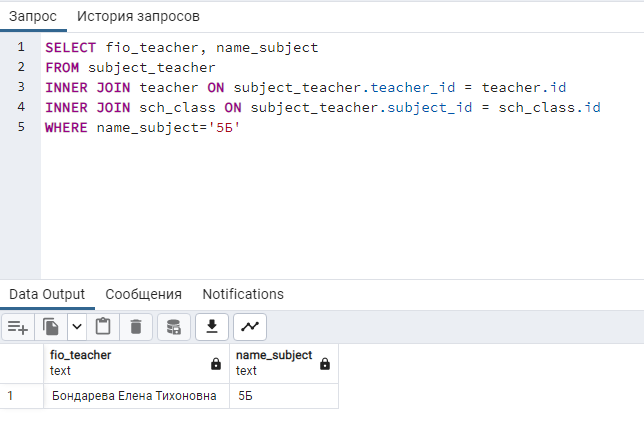 Запрос История запросов
1 SELECT fio_teacher, name_subject
2 FROM subject_teacher
3 INNER JOIN teacher ON subject_teacher.teacher_id = teacher.id
4 INNER JOIN sch_class ON subject_teacher.subject_id = sch_class.id
5 WHERE name_subject='5Б'
Data Output Сообщения Notifications
fio_teacher name_subject
text text
1 Бондарева Елена Тихоновна 5Б